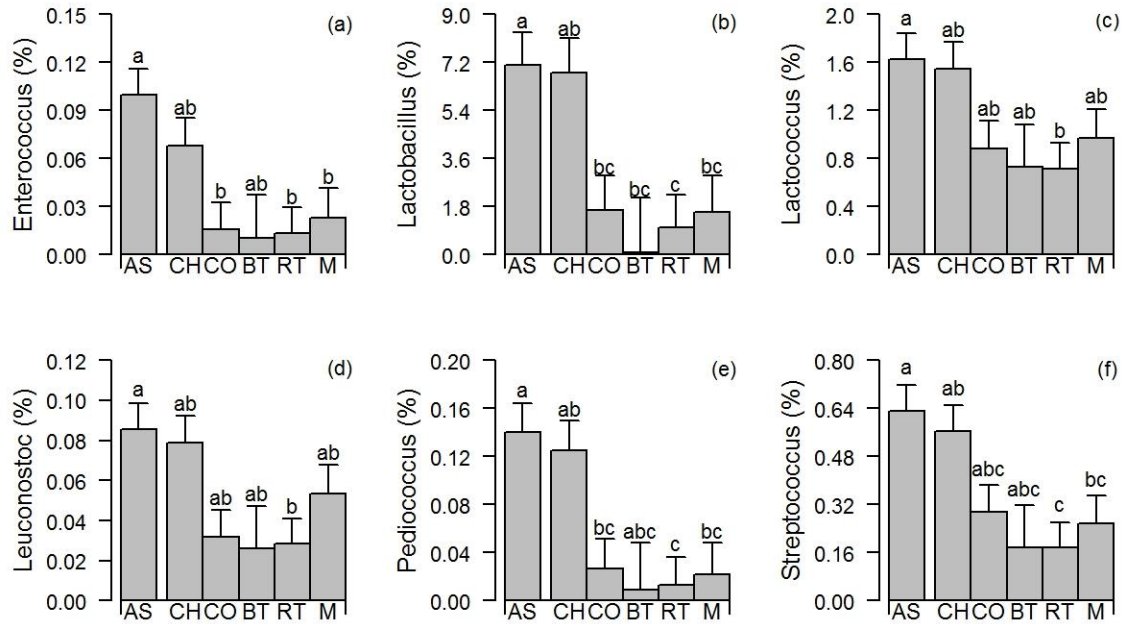 (a)
Enterococcus (%)
0.15
0.12
0.09
0.06
0.03
0.00
a
ab
b
ab
b
b
AS CH CO BT RT M
(b)
Lactobacillus (%)
9.0
7.2
5.4
3.6
1.8
9.0
a
ab
bc
bc
c
bc
AS CH CO BT RT M
(c)
Lactococcus (%)
2.0
1.6
1.2
0.8
0.4
0.0
a
ab
ab
ab
b
ab
AS CH CO BT RT M
(d)
Leuconostoc (%)
0.12
0.10
0.08
0.06
0.04
0.02
0.00
a
ab
ab
ab
b
ab
AS CH CO BT RT M
(e)
Pediococcus (%)
0.20
0.16
0.12
0.08
0.04
0.00
a
ab
bc
abc
c
bc
AS CH CO BT RT M
(f)
Streptococcus (%)
0.80
0.64
0.48
0.32
0.16
0.00
a
ab
abc
abc
c
bc
AS CH CO BT RT M